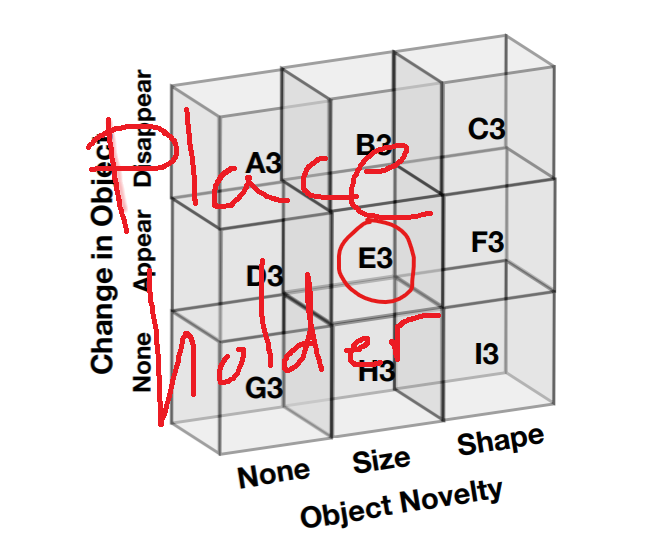 Change in Object
Disappear
Appear
None
A3
B3
C3
D3
E3
F3
G3
H3
I3
Place
holder
None
Size
Shape
Object Novelty